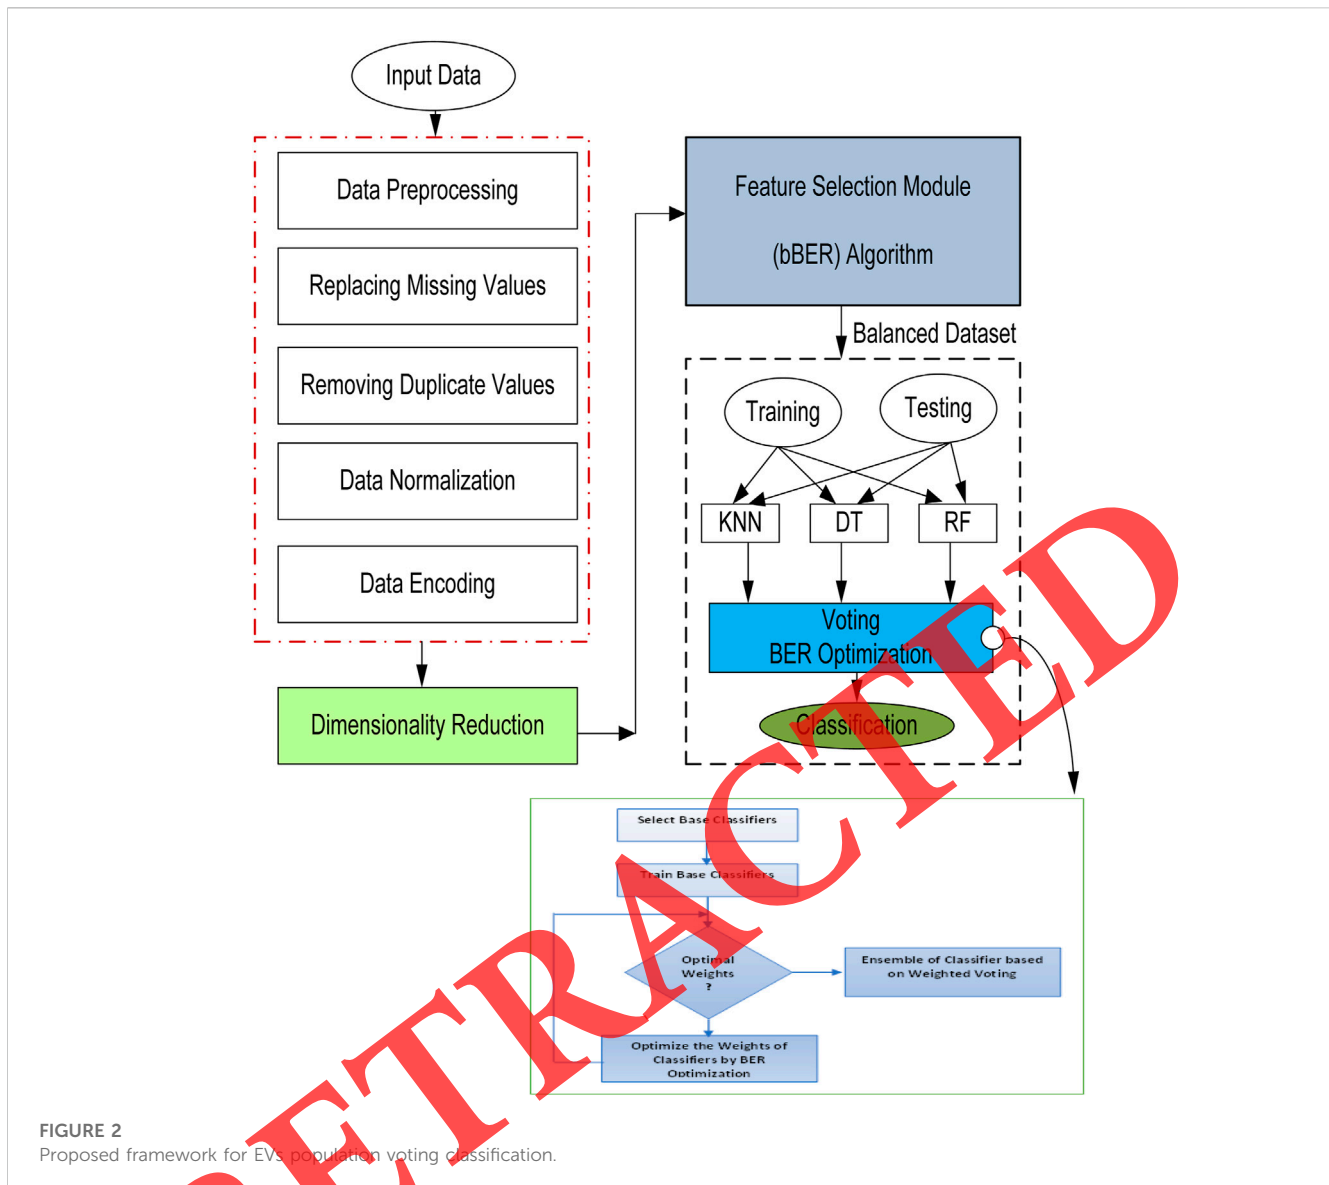 Input Data
Data Preprocessing
Replacing Missing Values
Removing Duplicate Values
Data Normalization
Data Encoding
Dimensionality Reduction
Feature Selection Module
(bBER) Algorithm
Balanced Dataset
Training
Testing
KNN
DT
RF
Voting
BER Optimization
Classification
Select Base Classifiers
Train Base Classifiers
Optimal
Weights
?
Ensemble of Classifier based
on Weighted Voting
Optimize the Weights of
Classifiers by BER
Optimization
RETRACTED
FIGURE 2
Proposed framework for EVs population voting classification.